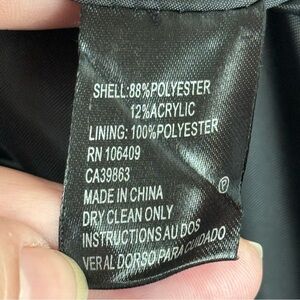 SHELL:88%POLYESTER
12%ACRYLIC
LINING: 100%POLYESTER
RN 106409
CA39863
MADE IN CHINA
DRY CLEAN ONLY
INSTRUCTIONS AU DOS
VER AL DORSO PARA CUIDADO
Ⓟ